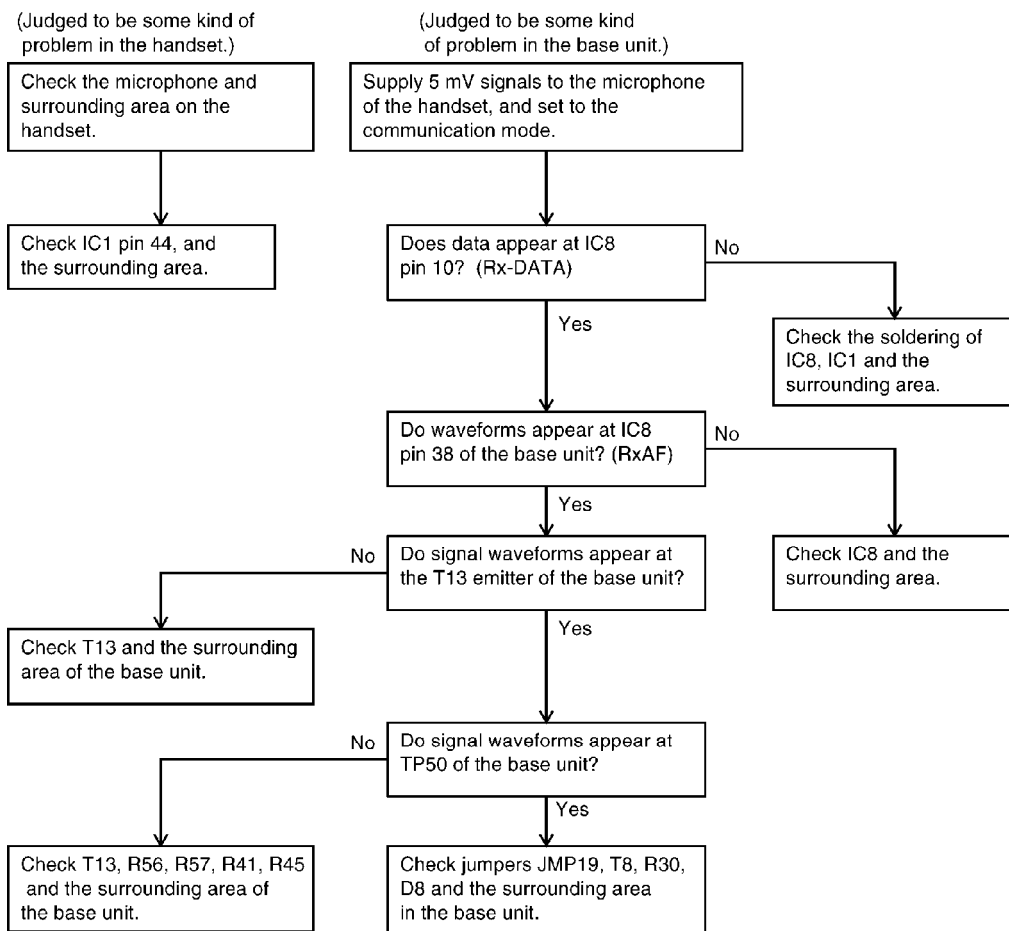 (Judged to be some kind of
problem in the handset.)
Check the microphone and
surrounding area on the
handset.
Check IC1 pin 44, and
the surrounding area.
(Judged to be some kind
of problem in the base unit.)
Supply 5 mV signals to the microphone
of the handset, and set to the
communication mode.
Does data appear at IC8
pin 10?  (Rx-DATA)
No
Check the soldering of
IC8, IC1 and the
surrounding area.
Yes
Do waveforms appear at IC8
pin 38 of the base unit? (RxAF)
No
Check IC8 and the
surrounding area.
Yes
Do signal waveforms appear at
the T13 emitter of the base unit?
No
Check T13 and the surrounding
area of the base unit.
Yes
Do signal waveforms appear at
TP50 of the base unit?
No
Check T13, R56, R57, R41, R45
and the surrounding area of
the base unit.
Yes
Check jumpers JMP19, T8, R30,
D8 and the surrounding area
in the base unit.